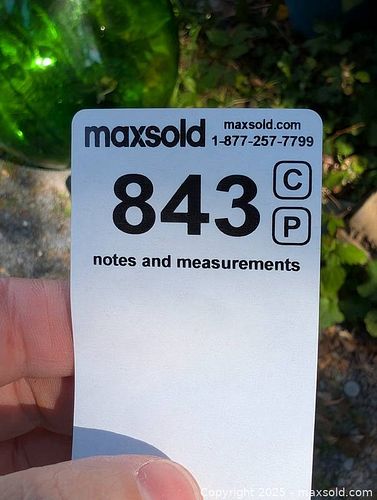 maxsold
maxsold.com
1-877-257-7799
843
C
P
notes and measurements
Copyright 2025 - maxsold.com